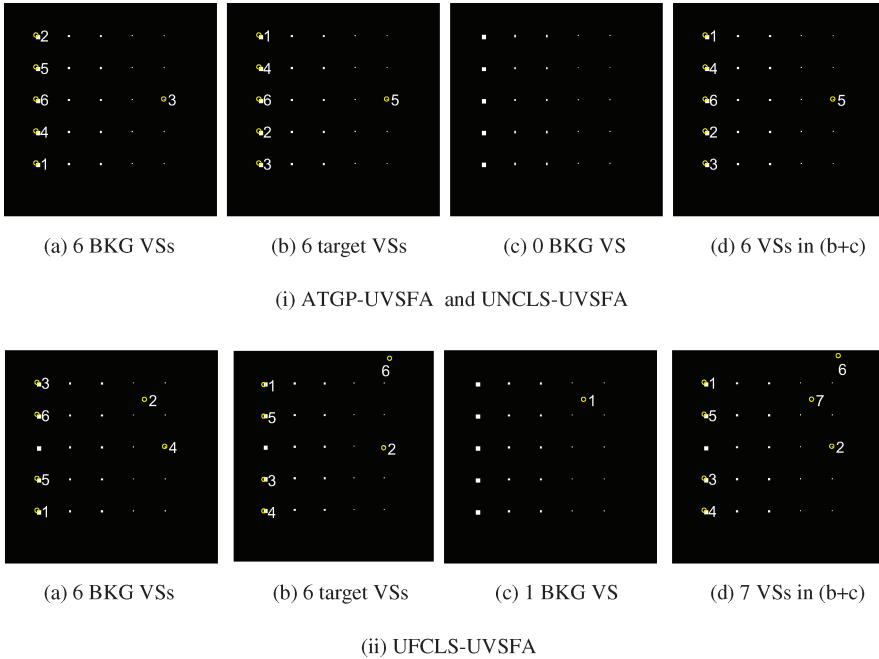 2 1 1
5 4 4
6 3 6 5 6 5
4 2 2
1 3 3
(a) 6 BKG VSs (b) 6 target VSs (c) 0 BKG VS (d) 6 VSs in (b+c)
(i) ATGP-UVSFA and UNCLS-UVSFA
6 6
3 1 1
2 1 7
6 5 5
4 2 2
5 3 3
1 4 4
(a) 6 BKG VSs (b) 6 target VSs (c) 1 BKG VS (d) 7 VSs in (b+c)
(ii) UFCLS-UVSFA